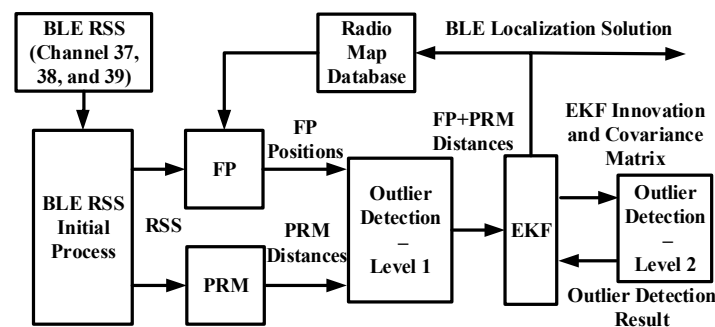 BLE RSS
(Channel 37,
38, and 39)
Radio
Map
Database
BLE Localization Solution
BLE RSS
Initial
Process
RSS
FP
FP
Positions
PRM
PRM
Distances
Outlier
Detection
–
Level 1
FP+PRM
Distances
EKF
EKF Innovation
and Covariance
Matrix
Outlier
Detection
–
Level 2
Outlier Detection
Result